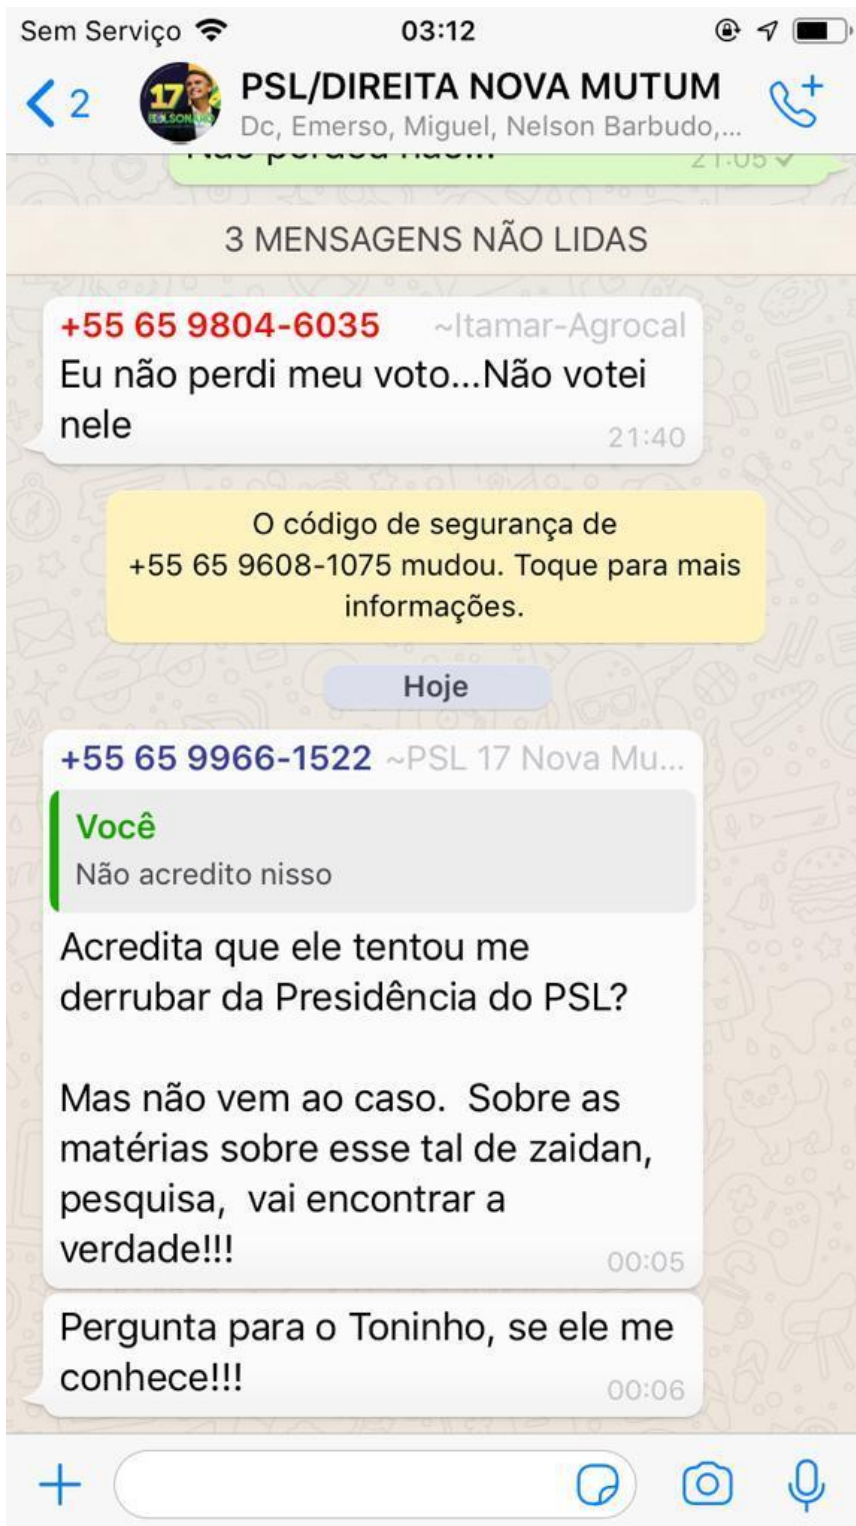 Sem Serviço 03:12
2 PSL/DIREITA NOVA MUTUM
17
Dc, Emerso, Miguel, Nelson Barbudo,...
21:05
3 MENSAGENS NÃO LIDAS
+55 65 9804-6035 ~Itamar-Agrocal
Eu não perdi meu voto...Não votei
nele
21:40
O código de segurança de
+55 65 9608-1075 mudou. Toque para mais
informações.
Hoje
+55 65 9966-1522 ~PSL 17 Nova Mu...
Você
Não acredito nisso
Acredita que ele tentou me
derrubar da Presidência do PSL?
Mas não vem ao caso. Sobre as
matérias sobre esse tal de zaidan,
pesquisa, vai encontrar a
verdade!!!
00:05
Pergunta para o Toninho, se ele me
conhece!!!
00:06